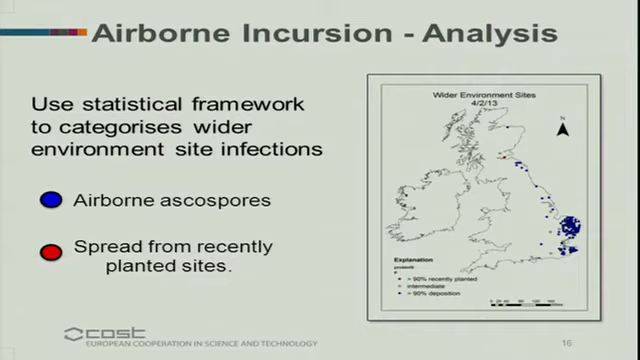 Airborne Incursion - Analysis
Use statistical framework
to categorises wider
environment site infections
Airborne ascospores
Spread from recently
planted sites.
Wider Environment Sites
4/2/13
N
Explanation
> 90% recently planted
intermediate
> 90% deposition
cost
EUROPEAN COOPERATION IN SCIENCE AND TECHNOLOGY
16